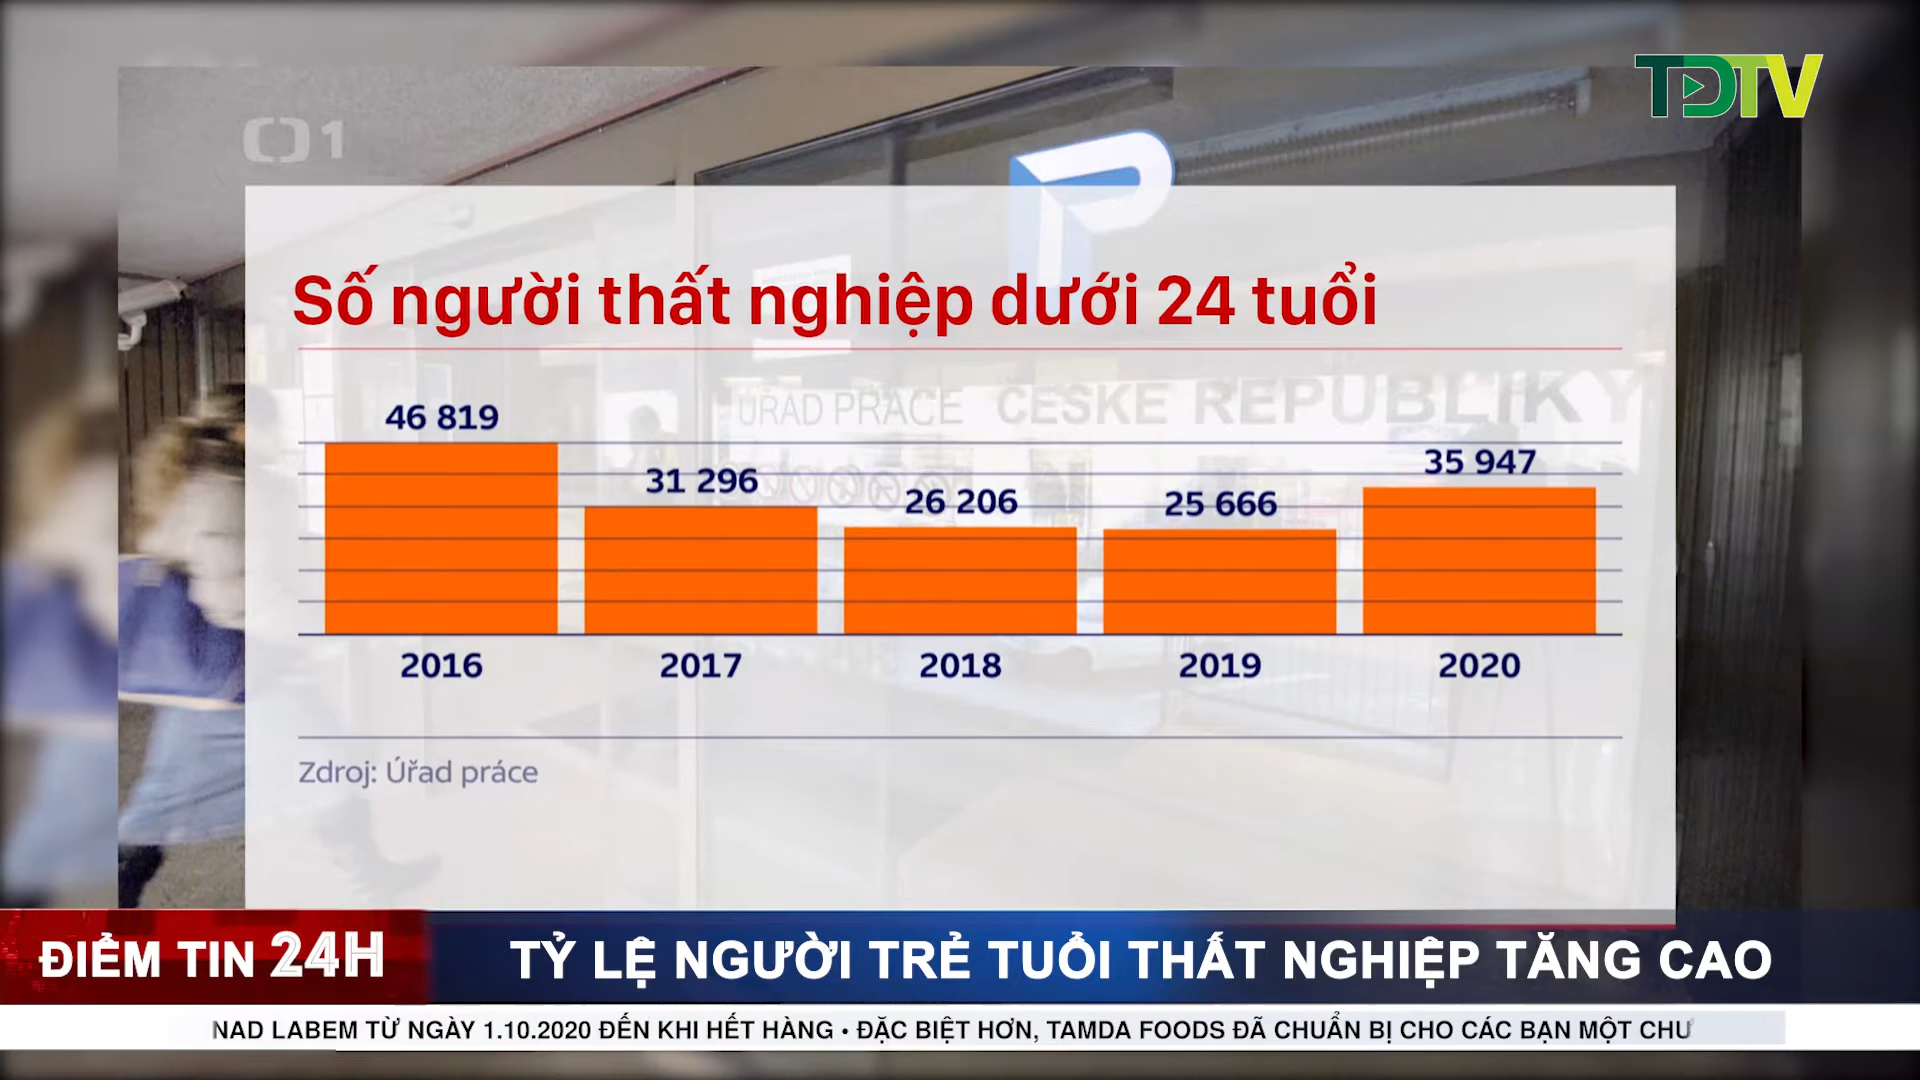 TDTV
1
P
Số người thất nghiệp dưới 24 tuổi
ÚŘAD PRÁCE ČESKÉ REPUBLIKY
46 819
31 296
26 206
25 666
35 947
2016
2017
2018
2019
2020
Zdroj: Úřad práce
ĐIỂM TIN 24H
TỶ LỆ NGƯỜI TRẺ TUỔI THẤT NGHIỆP TĂNG CAO
NAD LABEM TỪ NGÀY 1.10.2020 ĐẾN KHI HẾT HÀNG • ĐẶC BIỆT HƠN, TAMDA FOODS ĐÃ CHUẨN BỊ CHO CÁC BẠN MỘT CHƯ